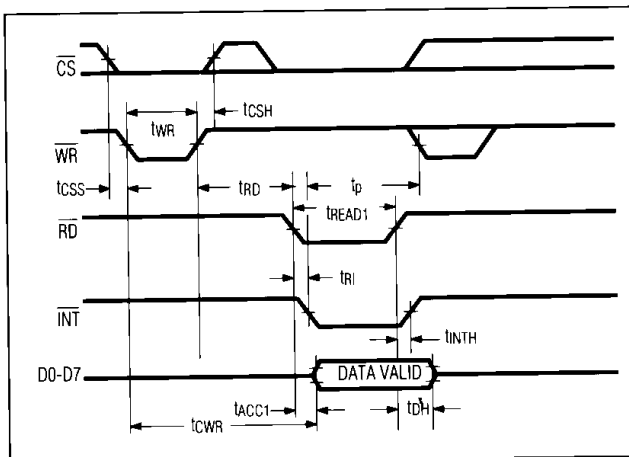 CS
tCSH
tWR
WR
tCSS
tRD
tp
tREAD1
RD
tRI
INT
tINTH
D0-D7
DATA VALID
tACC1
tDH
tCWR